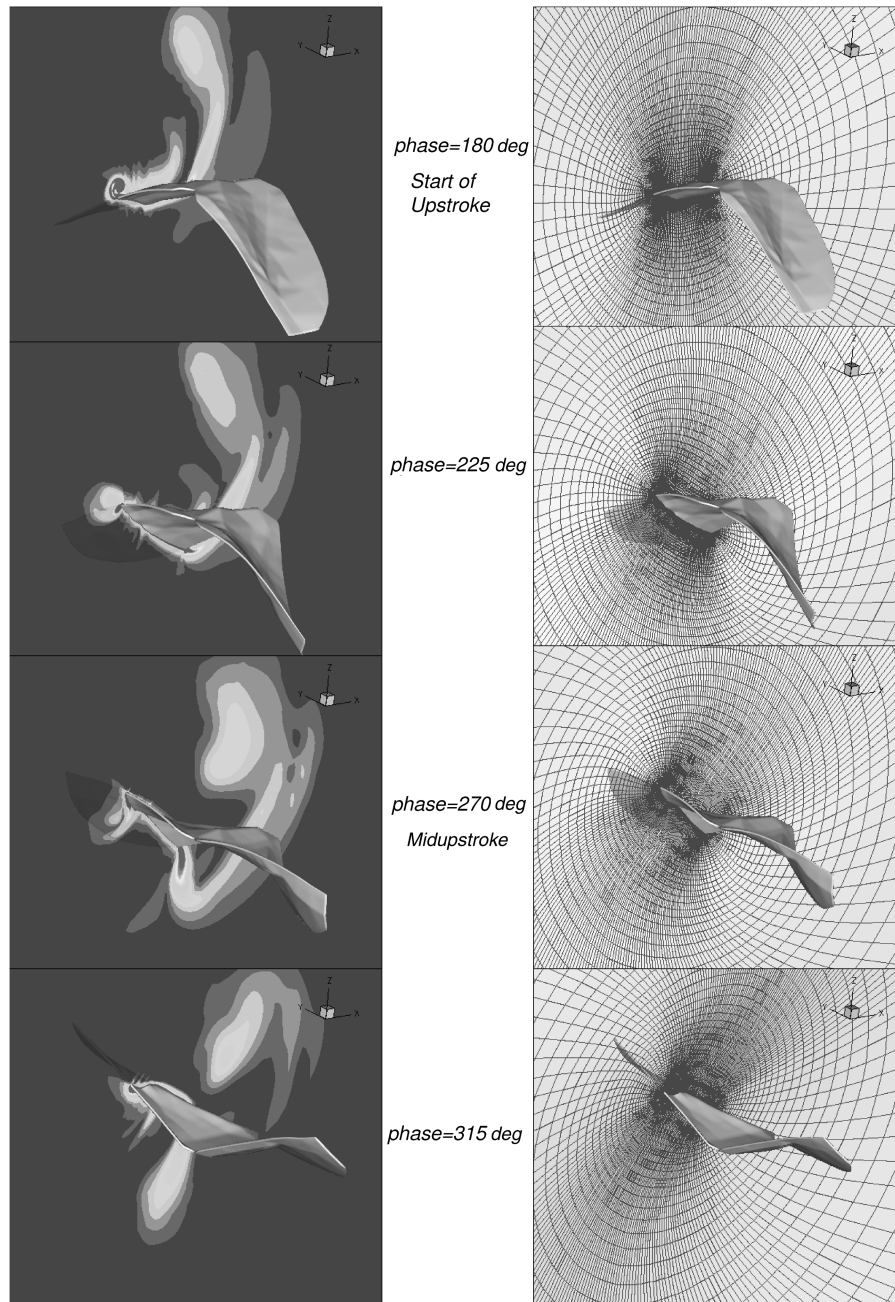 Z
Y
X
Z
Y
X
phase=180 deg
Start of
Upstroke
Z
Y
X
Z
Y
X
phase=225 deg
Z
Y
X
Z
Y
X
phase=270 deg
Midupstroke
Z
Y
X
Z
Y
X
phase=315 deg